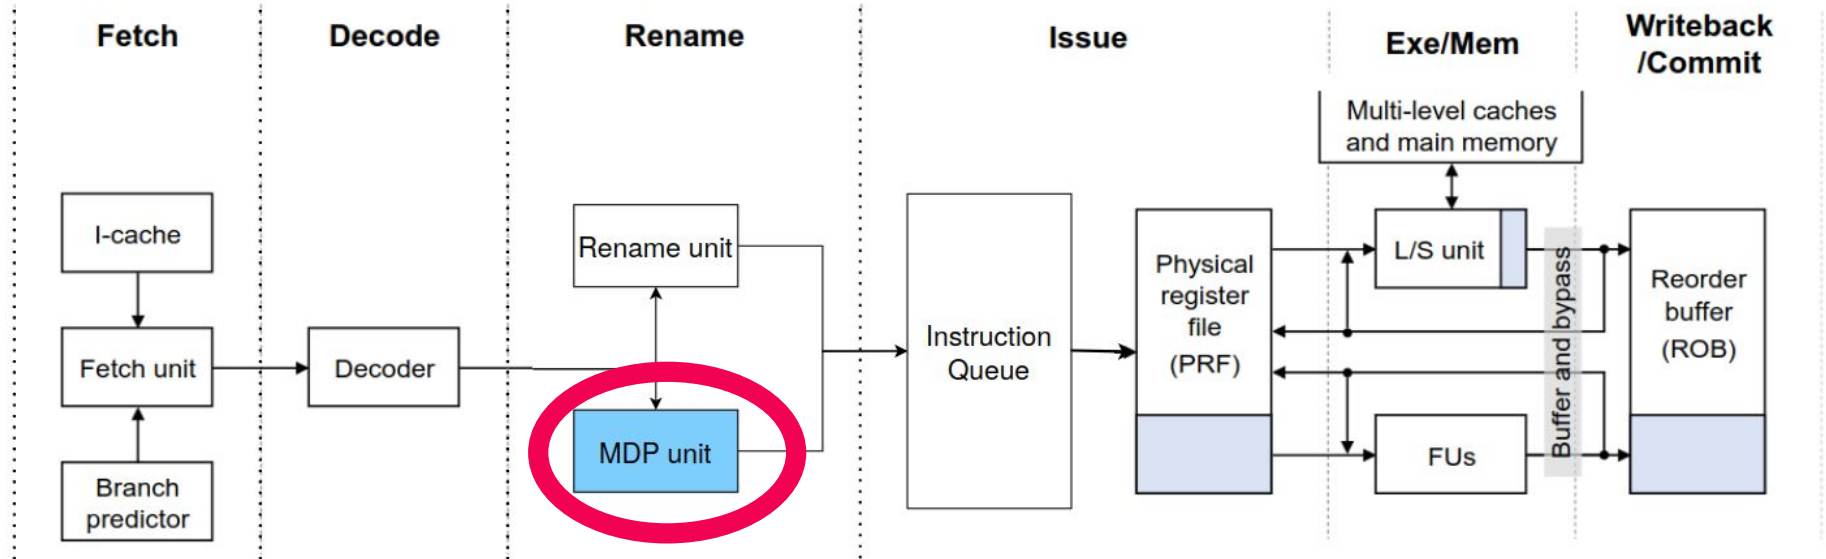 Fetch
Decode
Rename
Issue
Exe/Mem
Writeback
/Commit
Multi-level caches
and main memory
I-cache
Fetch unit
Branch
predictor
Decoder
Rename unit
MDP unit
Instruction
Queue
Physical
register
file
(PRF)
L/S unit
FUs
Buffer and bypass
Reorder
buffer
(ROB)